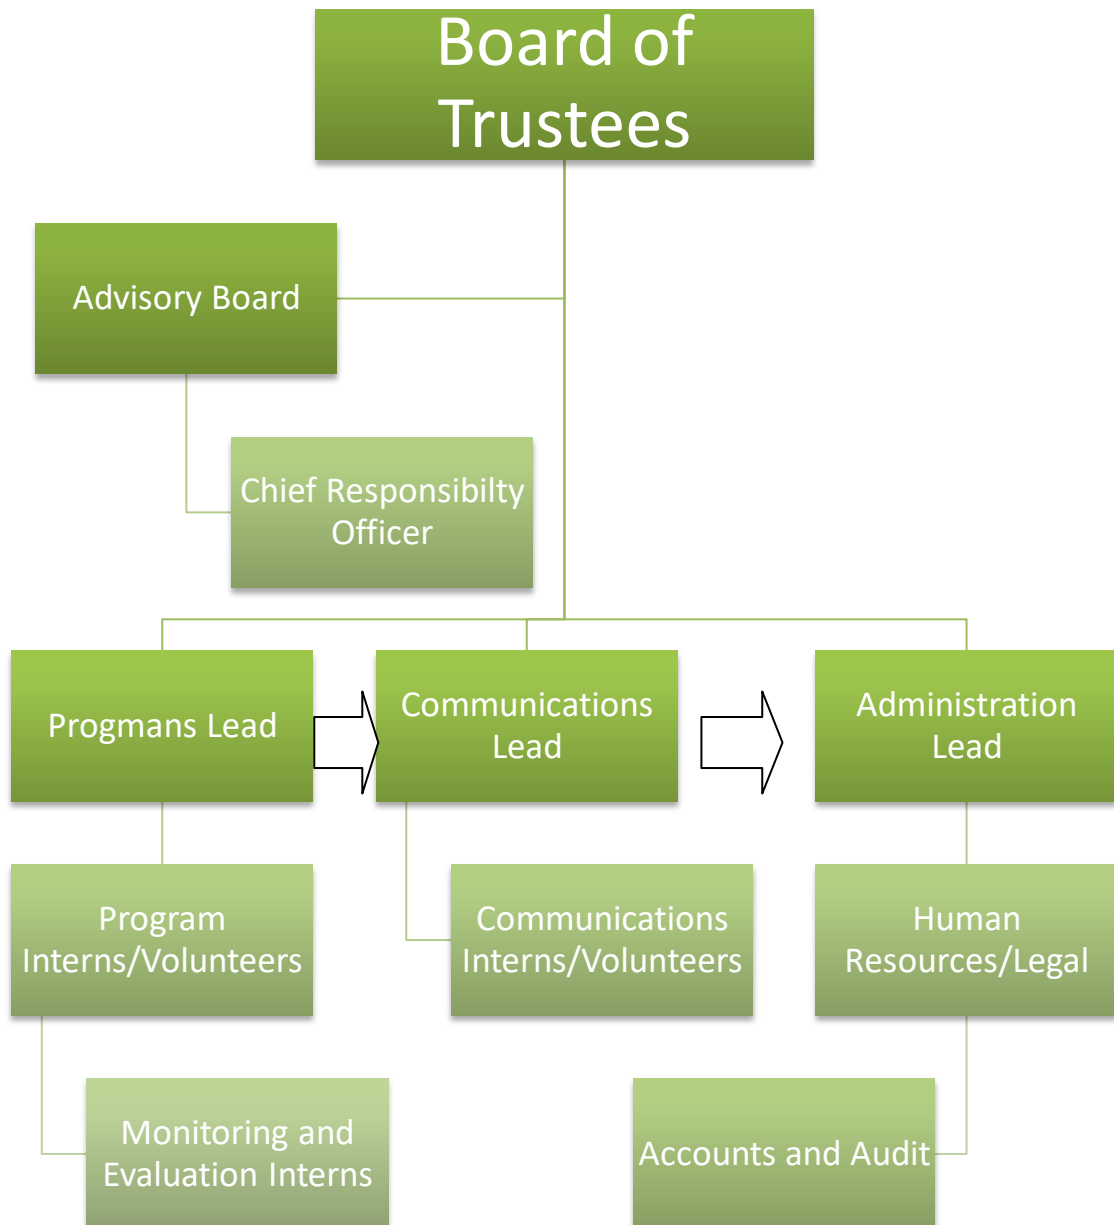 Board of
Trustees
Advisory Board
Chief Responsibilty
Officer
Progmans Lead
Communications
Lead
Administration
Lead
Program
Interns/Volunteers
Communications
Interns/Volunteers
Human
Resources/Legal
Monitoring and
Evaluation Interns
Accounts and Audit